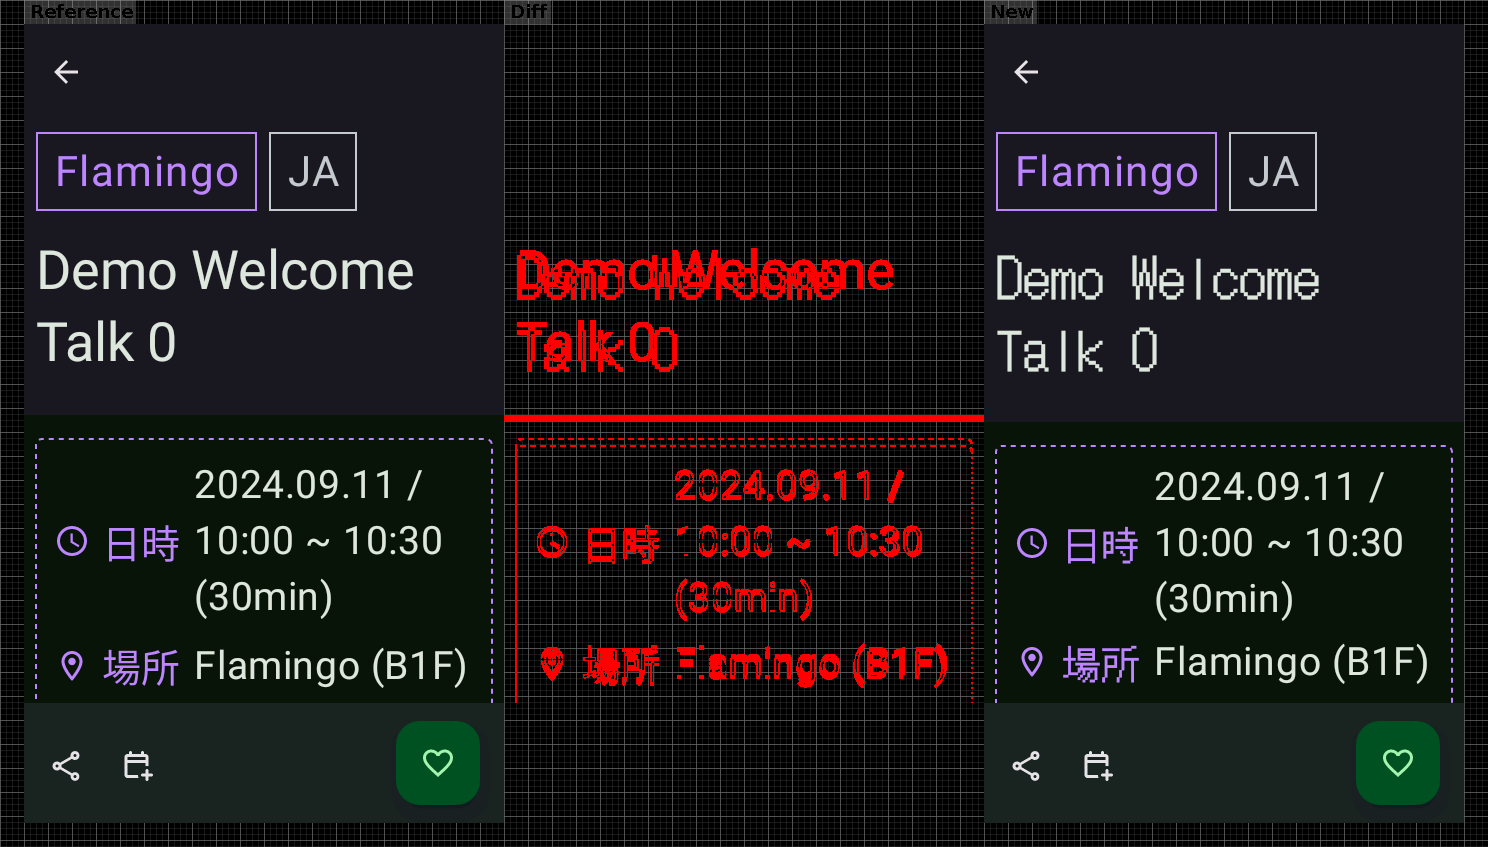 Reference
Diff
New
Flamingo JA
Demo Welcome
Talk 0
2024.09.11 /
日時 10:00 ~ 10:30
(30min)
場所 Flamingo (B1F)
Demo Welcome
Talk 0
2024.09.11 /
日時 10:00 ~ 10:30
(30min)
場所 Flamingo (B1F)
Flamingo JA
Demo Welcome
Talk 0
2024.09.11 /
日時 10:00 ~ 10:30
(30min)
場所 Flamingo (B1F)